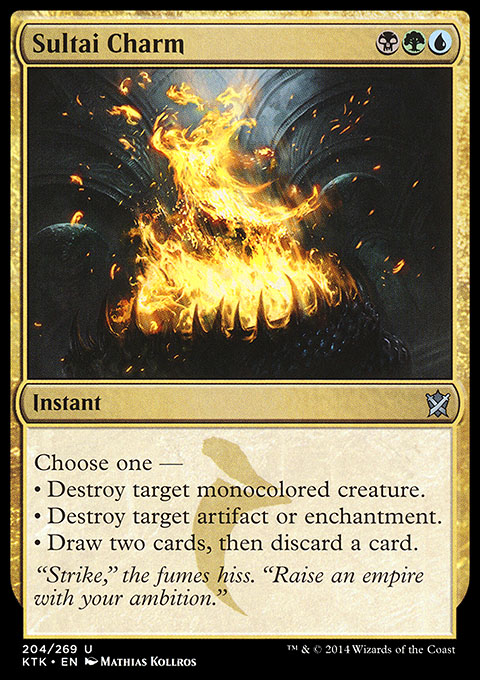 Sultai Charm
Instant
Choose one —
• Destroy target monocolored creature.
• Destroy target artifact or enchantment.
• Draw two cards, then discard a card.
“Strike,” the fumes hiss. “Raise an empire
with your ambition.”
204/269 U
KTK • EN Mathias Kollros
™ & © 2014 Wizards of the Coast